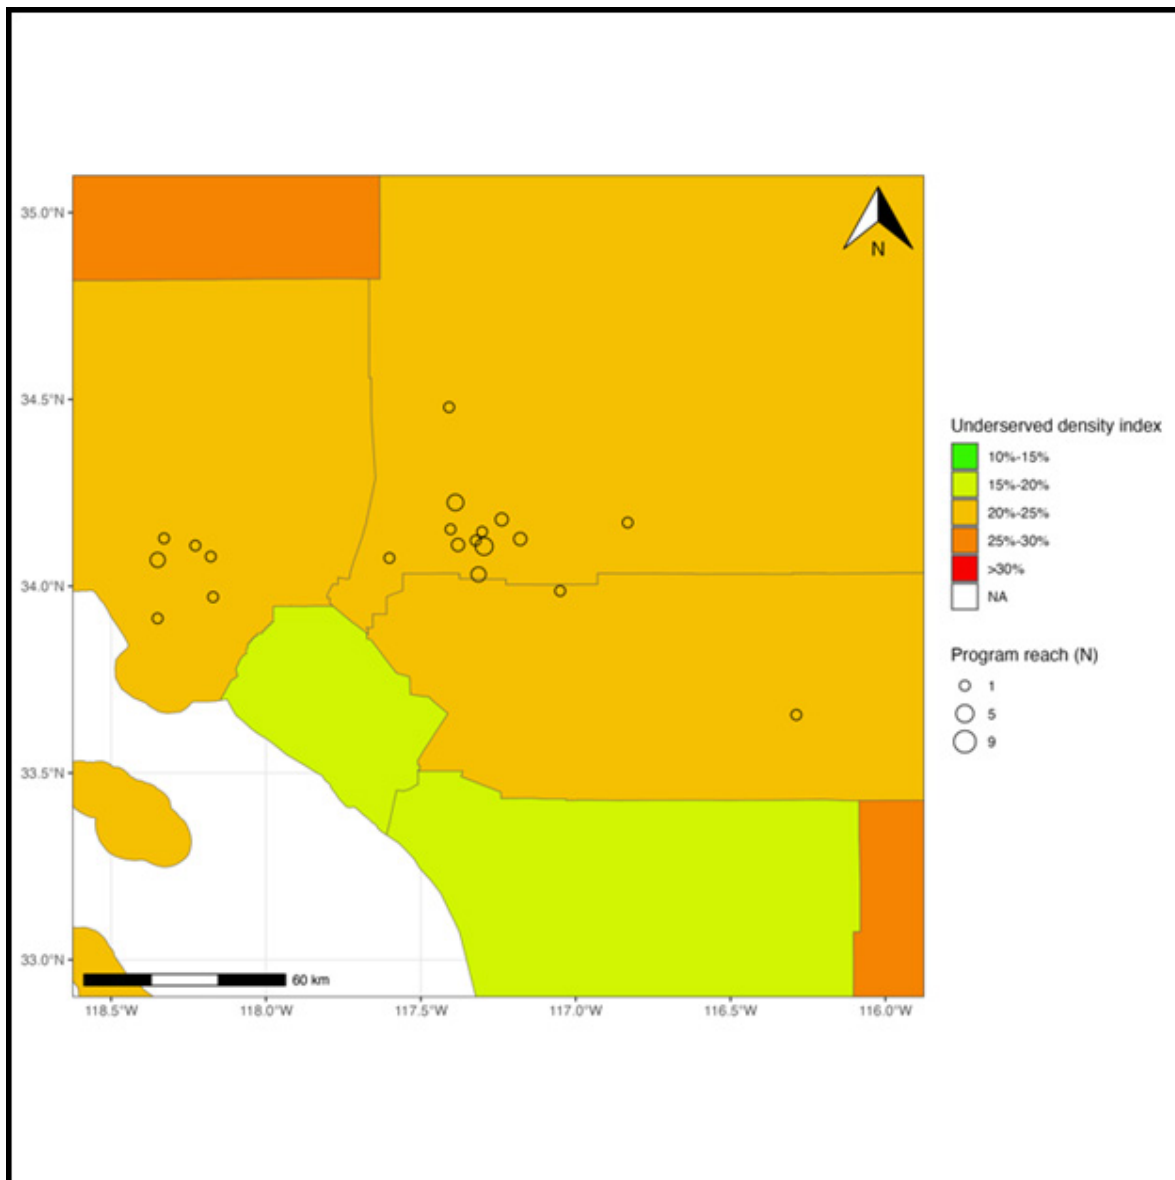 35.0°N
34.5°N
34.0°N
33.5°N
33.0°N
N
60 km
118.5°W
118.0°W
117.5°W
117.0°W
116.5°W
116.0°W
Underserved density index
10%-15%
15%-20%
20%-25%
25%-30%
>30%
NA
Program reach (N)
1
5
9